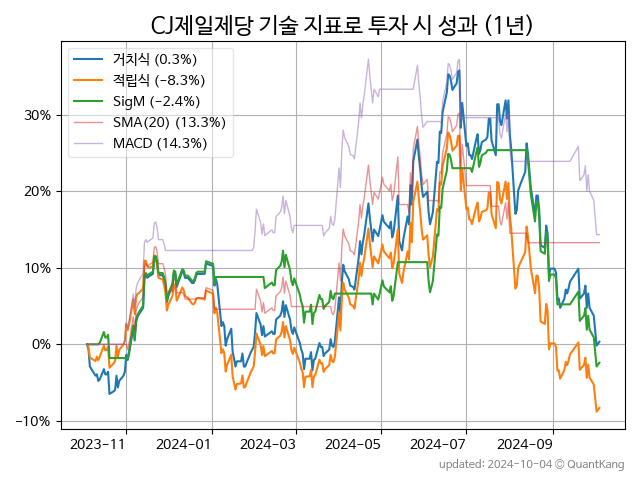 CJ제일제당 기술 지표로 투자 시 성과 (1년)
거치식 (0.3%)
적립식 (−8.3%)
SigM (−2.4%)
SMA(20) (13.3%)
MACD (14.3%)
30%
20%
10%
0%
−10%
2023-11 2024-01 2024-03 2024-05 2024-07 2024-09
updated: 2024-10-04 © QuantKang